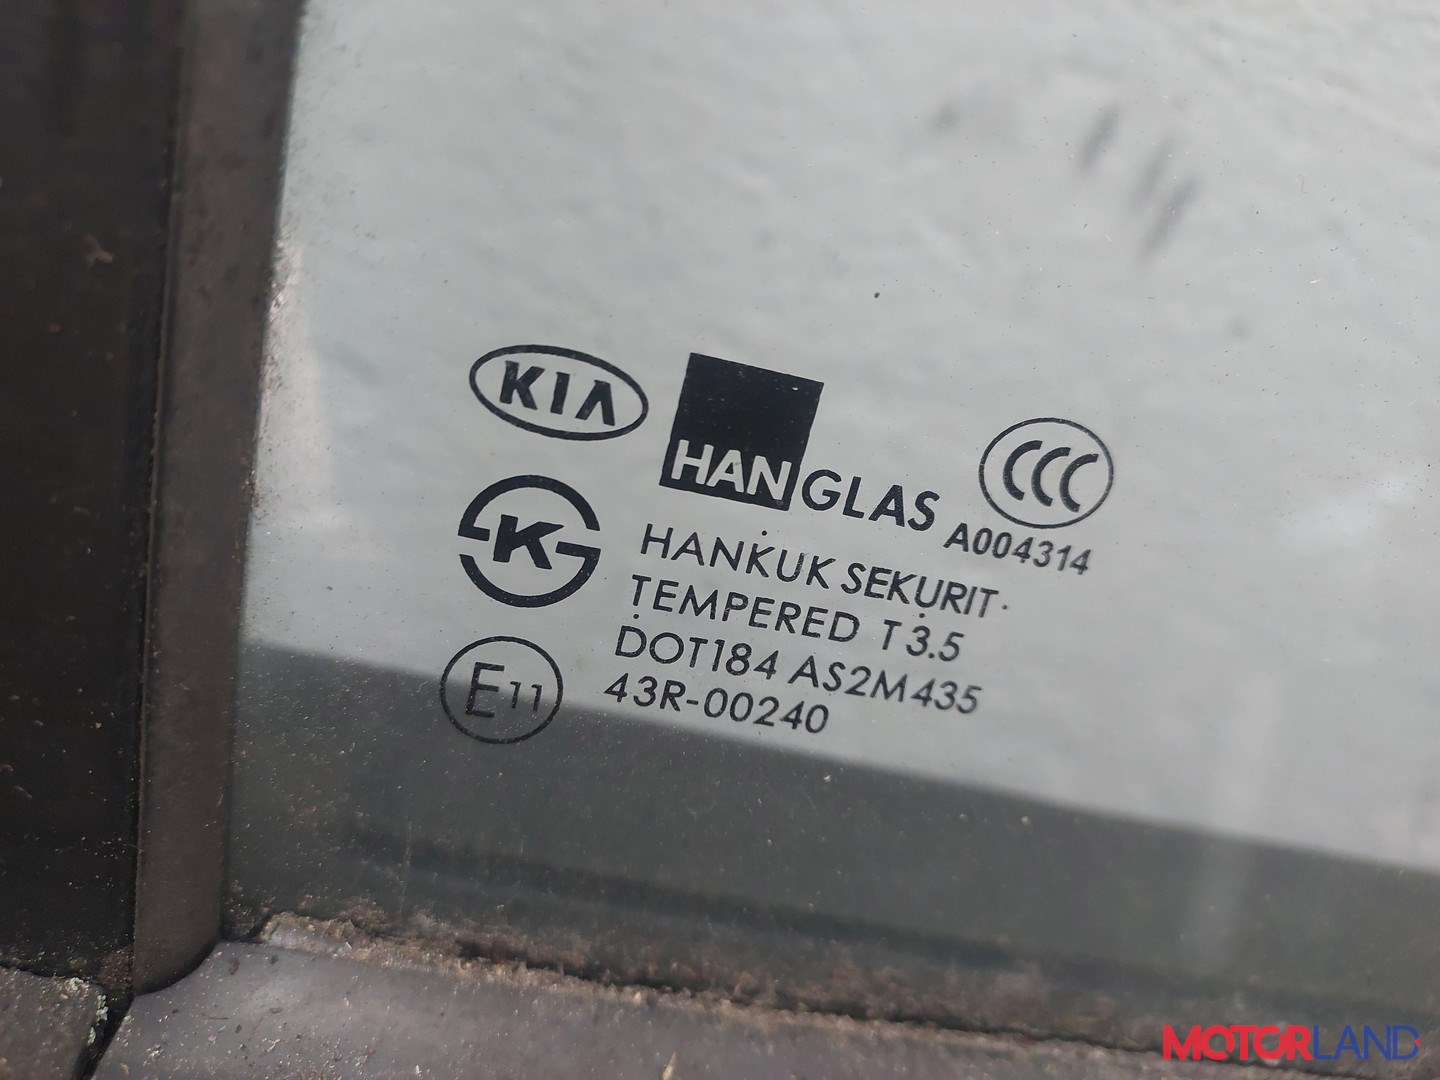 KIA
HANGLAS
CCC
A004314
K
HANKUK SEKURIT
TEMPERED T3.5
DOT184 AS2M435
E11
43R-00240
MOTORLAND